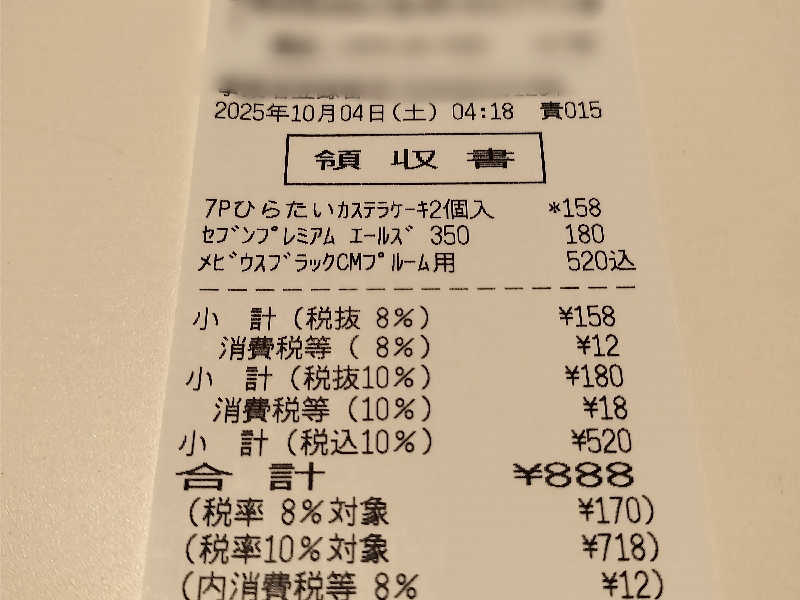 2025年10月04日(土) 04:18 責015
領収書
7Pひらたいｶｽﾃﾗｹｰｷ2個入 *158
ｾﾌﾞﾝﾌﾟﾚﾐｱﾑ ｴｰﾙｽﾞ 350 180
ﾒﾋﾞｳｽﾌﾞﾗｯｸCMﾌﾟﾙｰﾑ用 520込
小 計(税抜 8%) ¥158
消費税等( 8%) ¥12
小 計(税抜10%) ¥180
消費税等(10%) ¥18
小 計(税込10%) ¥520
合 計 ¥888
(税率 8%対象 ¥170)
(税率10%対象 ¥718)
(内消費税等 8% ¥12)